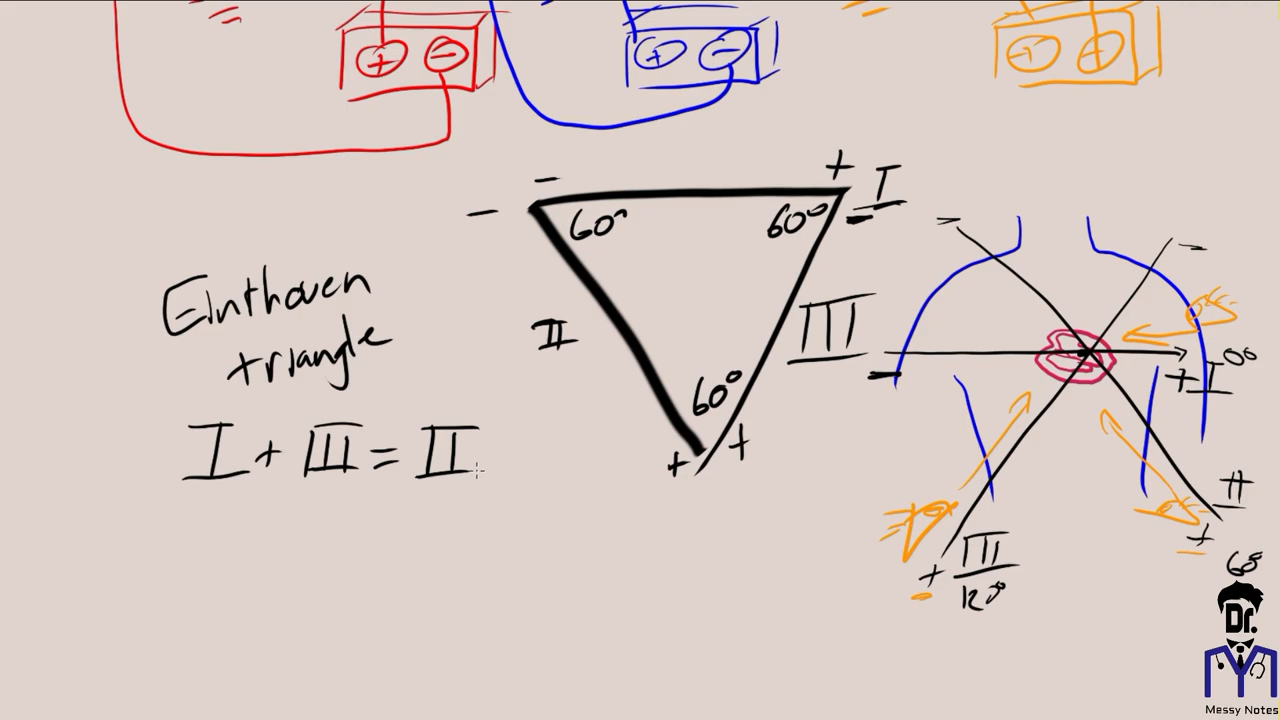 + -
+ -
+ +
-
- 60° 60° + I
-
Einthoven
triangle
II
III
60°
+ +
I + III = II
- -
-
+ I 0°
II
+
60°
+ III
120°
Dr.
Messy Notes